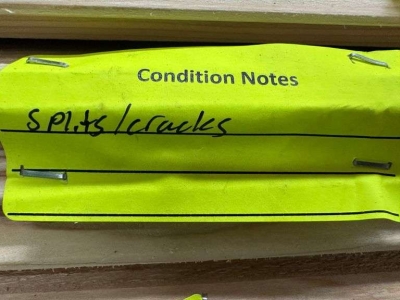 Condition Notes
Splits/cracks